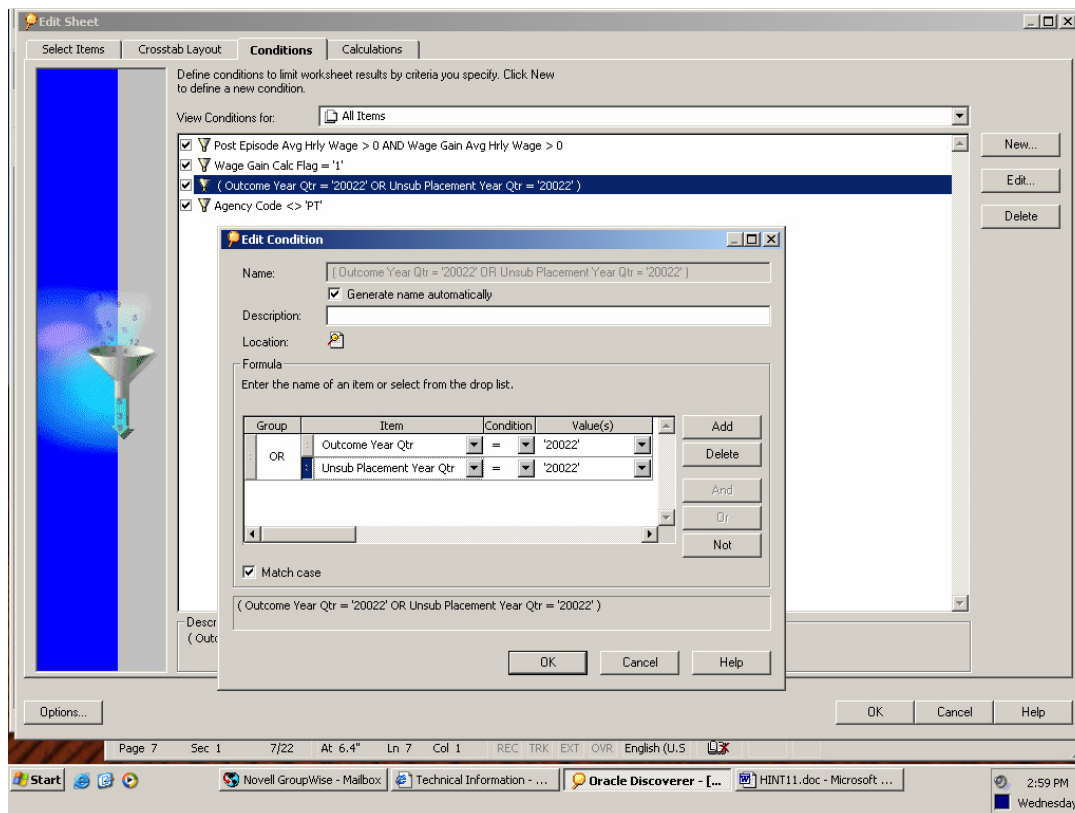 Edit Sheet
Select Items Crosstab Layout Conditions Calculations
Define conditions to limit worksheet results by criteria you specify. Click New
to define a new condition.
View Conditions for: All Items
Post Episode Avg Hrly Wage > 0 AND Wage Gain Avg Hrly Wage > 0
Wage Gain Calc Flag = '1'
( Outcome Year Qtr = '20022' OR Unsub Placement Year Qtr = '20022' )
Agency Code <> 'PT'
New...
Edit...
Delete
Edit Condition
Name: ( Outcome Year Qtr = '20022' OR Unsub Placement Year Qtr = '20022' )
Generate name automatically
Description:
Location:
Formula
Enter the name of an item or select from the drop list.
Group Item Condition Value(s)
OR
Outcome Year Qtr = '20022'
Unsub Placement Year Qtr = '20022'
Add
Delete
And
Or
Not
Match case
( Outcome Year Qtr = '20022' OR Unsub Placement Year Qtr = '20022' )
OK Cancel Help
Descr
( Outc
Options... OK Cancel Help
Page 7 Sec 1 7/22 At 6.4" Ln 7 Col 1 REC TRK EXT OVR English (U.S
Start Novell GroupWise - Mailbox Technical Information - ... Oracle Discoverer - [... HINT11.doc - Microsoft ... 2:59 PM
Wednesday